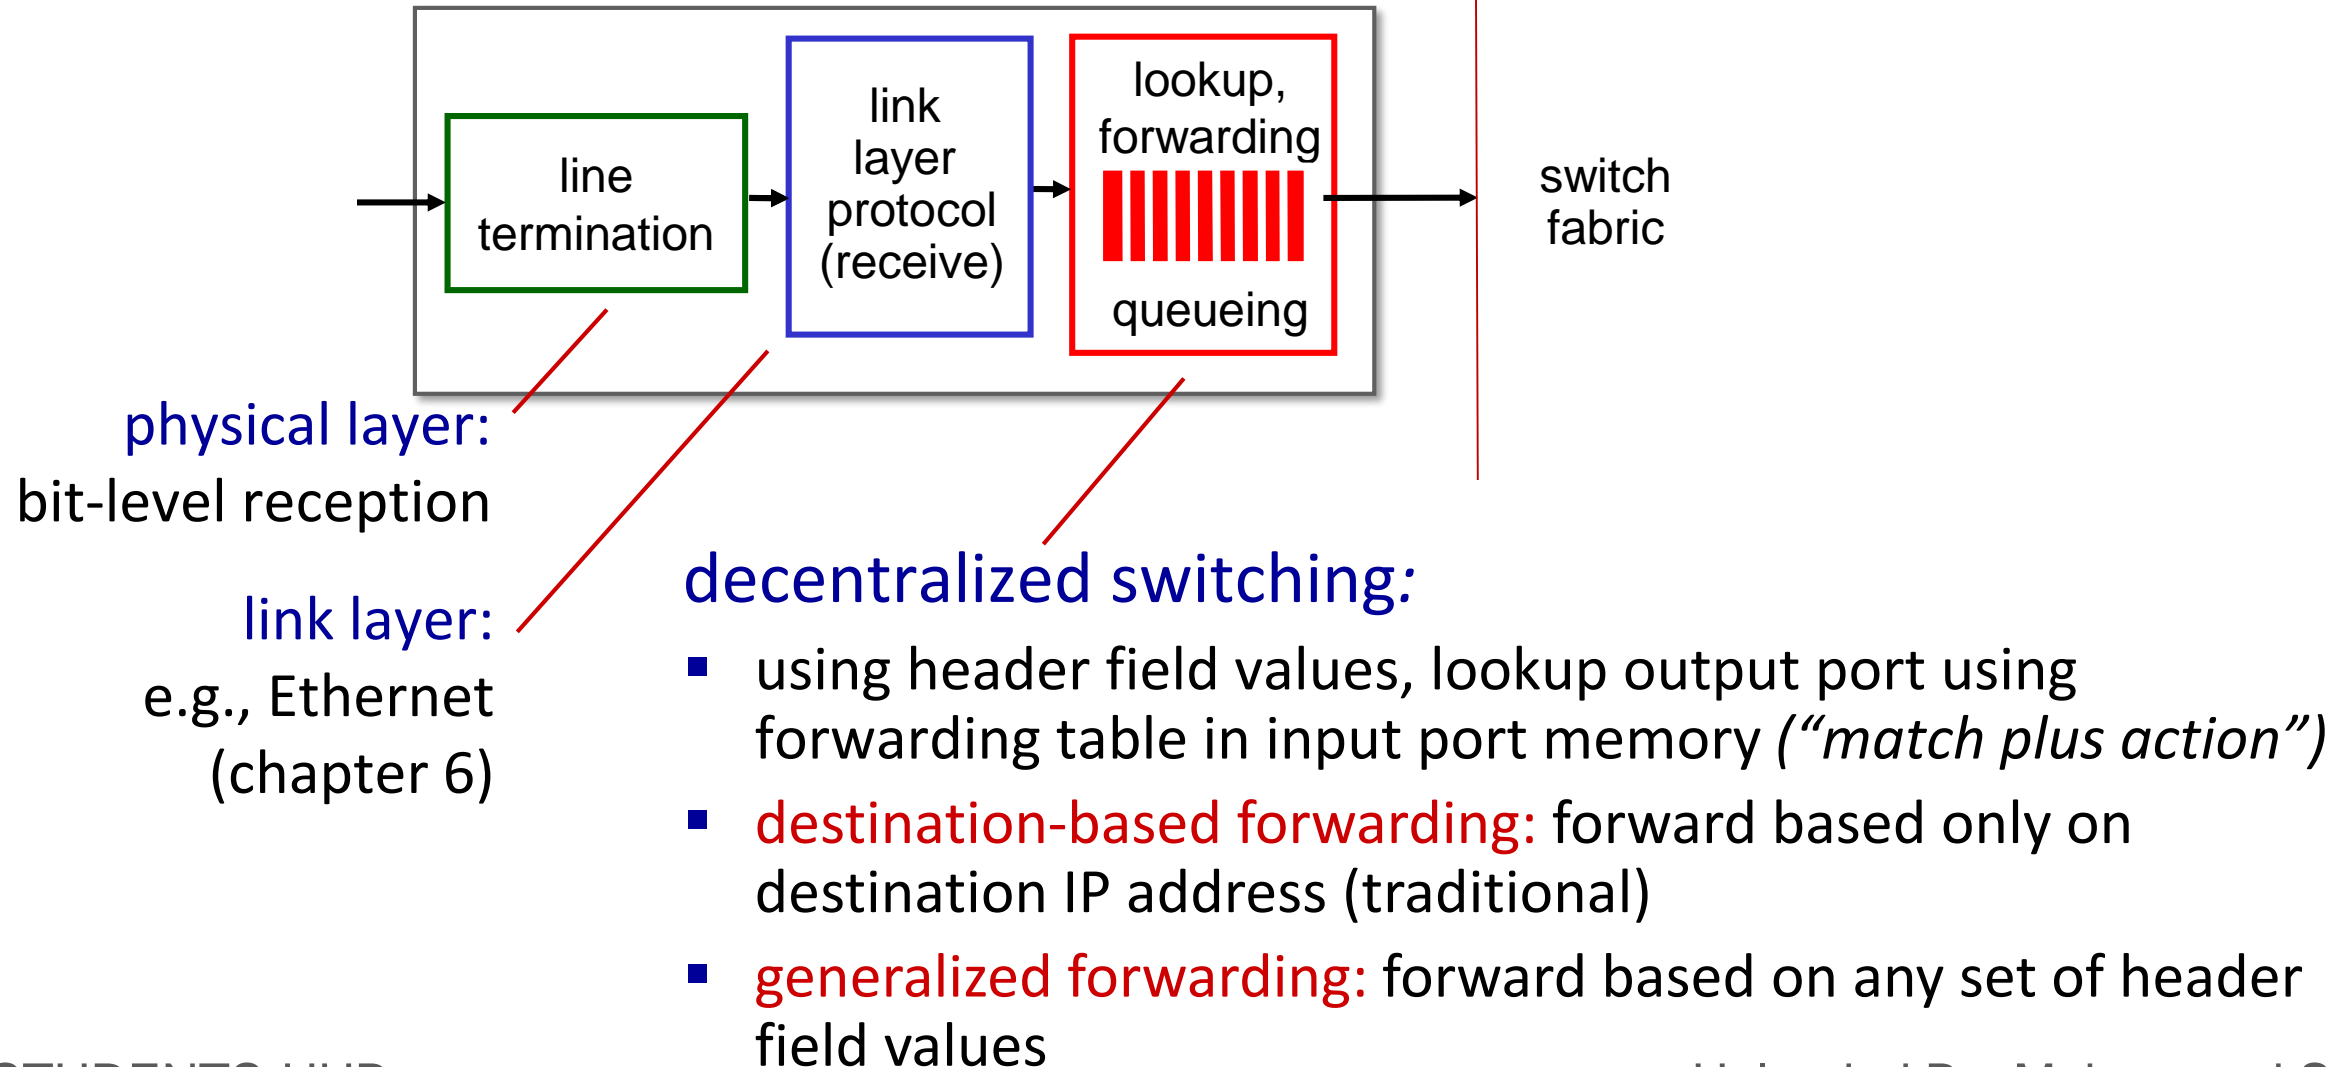 line
termination
link
layer
protocol
(receive)
lookup,
forwarding
queueing
switch
fabric
physical layer:
bit-level reception
link layer:
e.g., Ethernet
(chapter 6)
decentralized switching:
using header field values, lookup output port using
forwarding table in input port memory (“match plus action”)
destination-based forwarding: forward based only on
destination IP address (traditional)
generalized forwarding: forward based on any set of header
field values